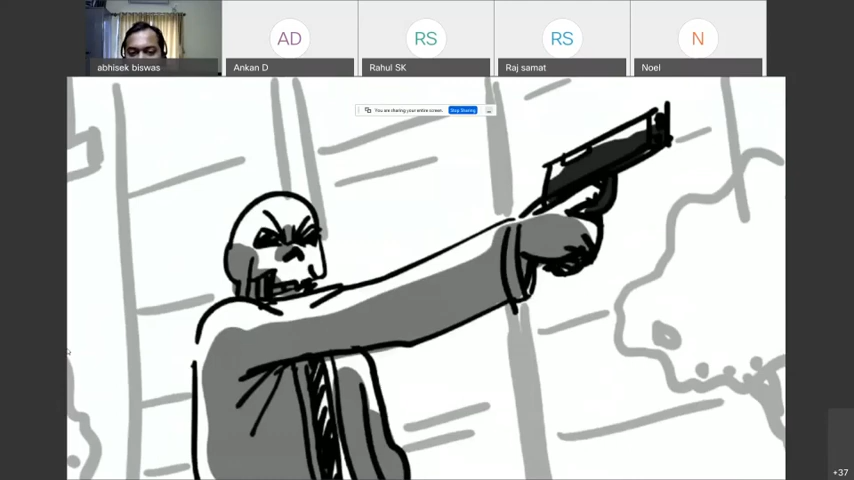 AD
RS
RS
N
abhisek biswas
Ankan D
Rahul SK
Raj samat
Noel
You are sharing your entire screen.
Stop Sharing
+37